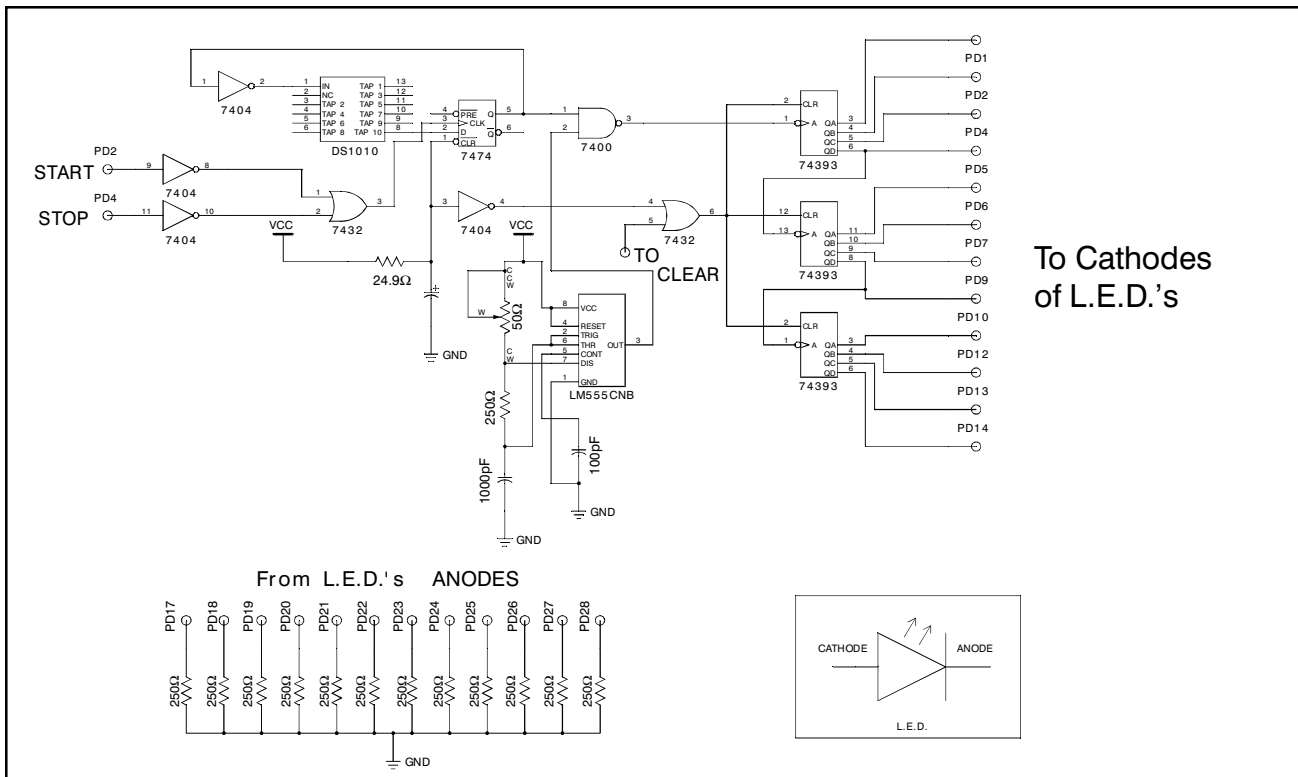 1
2
7404
1 IN TAP 1 13
2 NC TAP 3 12
3 TAP 2 TAP 5 11
4 TAP 4 TAP 7 10
5 TAP 6 TAP 9 9
6 TAP 8 TAP 10 8
DS1010
4 PRE Q 5
3 CLK
2 D Q 6
1 CLR
7474
1
2
3
7400
START
PD2
9
8
7404
STOP
PD4
11
10
7404
1
2
3
7432
VCC
24.9Ω
+
GND
3
4
7404
4
5
6
7432
TO
CLEAR
VCC
C
C
W
W
50Ω
C
W
250Ω
1000pF
GND
8 VCC
4 RESET
2 TRIG
6 THR OUT 3
5 CONT
7 DIS
1 GND
LM555CNB
100pF
GND
2 CLR
1 A QA 3
QB 4
QC 5
QD 6
74393
12 CLR
13 A QA 11
QB 10
QC 9
QD 8
74393
2 CLR
1 A QA 3
QB 4
QC 5
QD 6
74393
PD1
PD2
PD4
PD5
PD6
PD7
PD9
PD10
PD12
PD13
PD14
To Cathodes
of L.E.D.'s
From L.E.D.'s ANODES
PD17 PD18 PD19 PD20 PD21 PD22 PD23 PD24 PD25 PD26 PD27 PD28
250Ω 250Ω 250Ω 250Ω 250Ω 250Ω 250Ω 250Ω 250Ω 250Ω 250Ω 250Ω
GND
CATHODE ANODE
L.E.D.